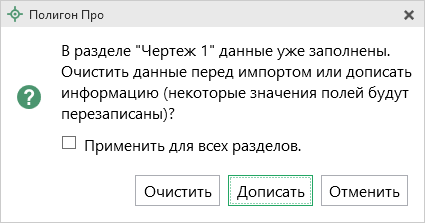 Полигон Про
В разделе "Чертеж 1" данные уже заполнены.
Очистить данные перед импортом или дописать
информацию (некоторые значения полей будут
перезаписаны)?
Применить для всех разделов.
Очистить Дописать Отменить